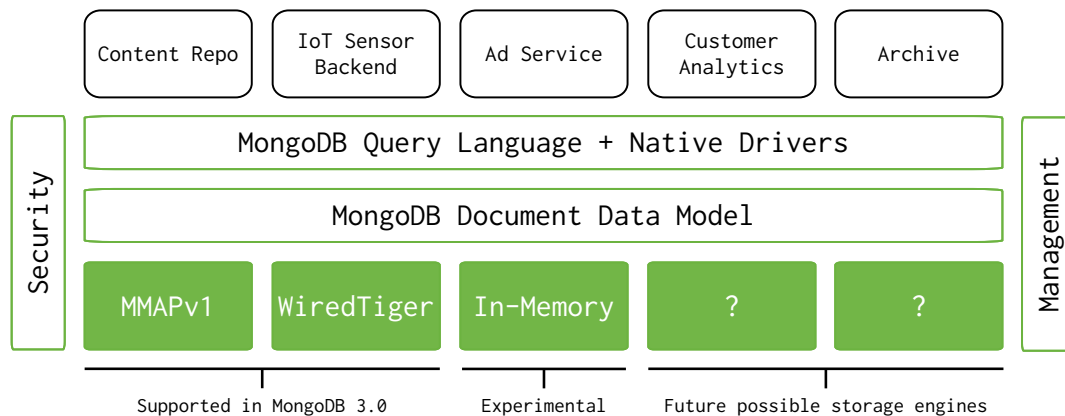 Content Repo
IoT Sensor
Backend
Ad Service
Customer
Analytics
Archive
Security
MongoDB Query Language + Native Drivers
MongoDB Document Data Model
Management
MMAPv1
WiredTiger
In-Memory
?
?
Supported in MongoDB 3.0
Experimental
Future possible storage engines